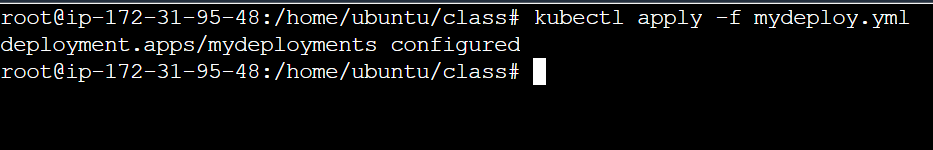 root@ip-172-31-95-48:/home/ubuntu/class# kubectl apply -f mydeploy.yml
deployment.apps/mydeployments configured
root@ip-172-31-95-48:/home/ubuntu/class#